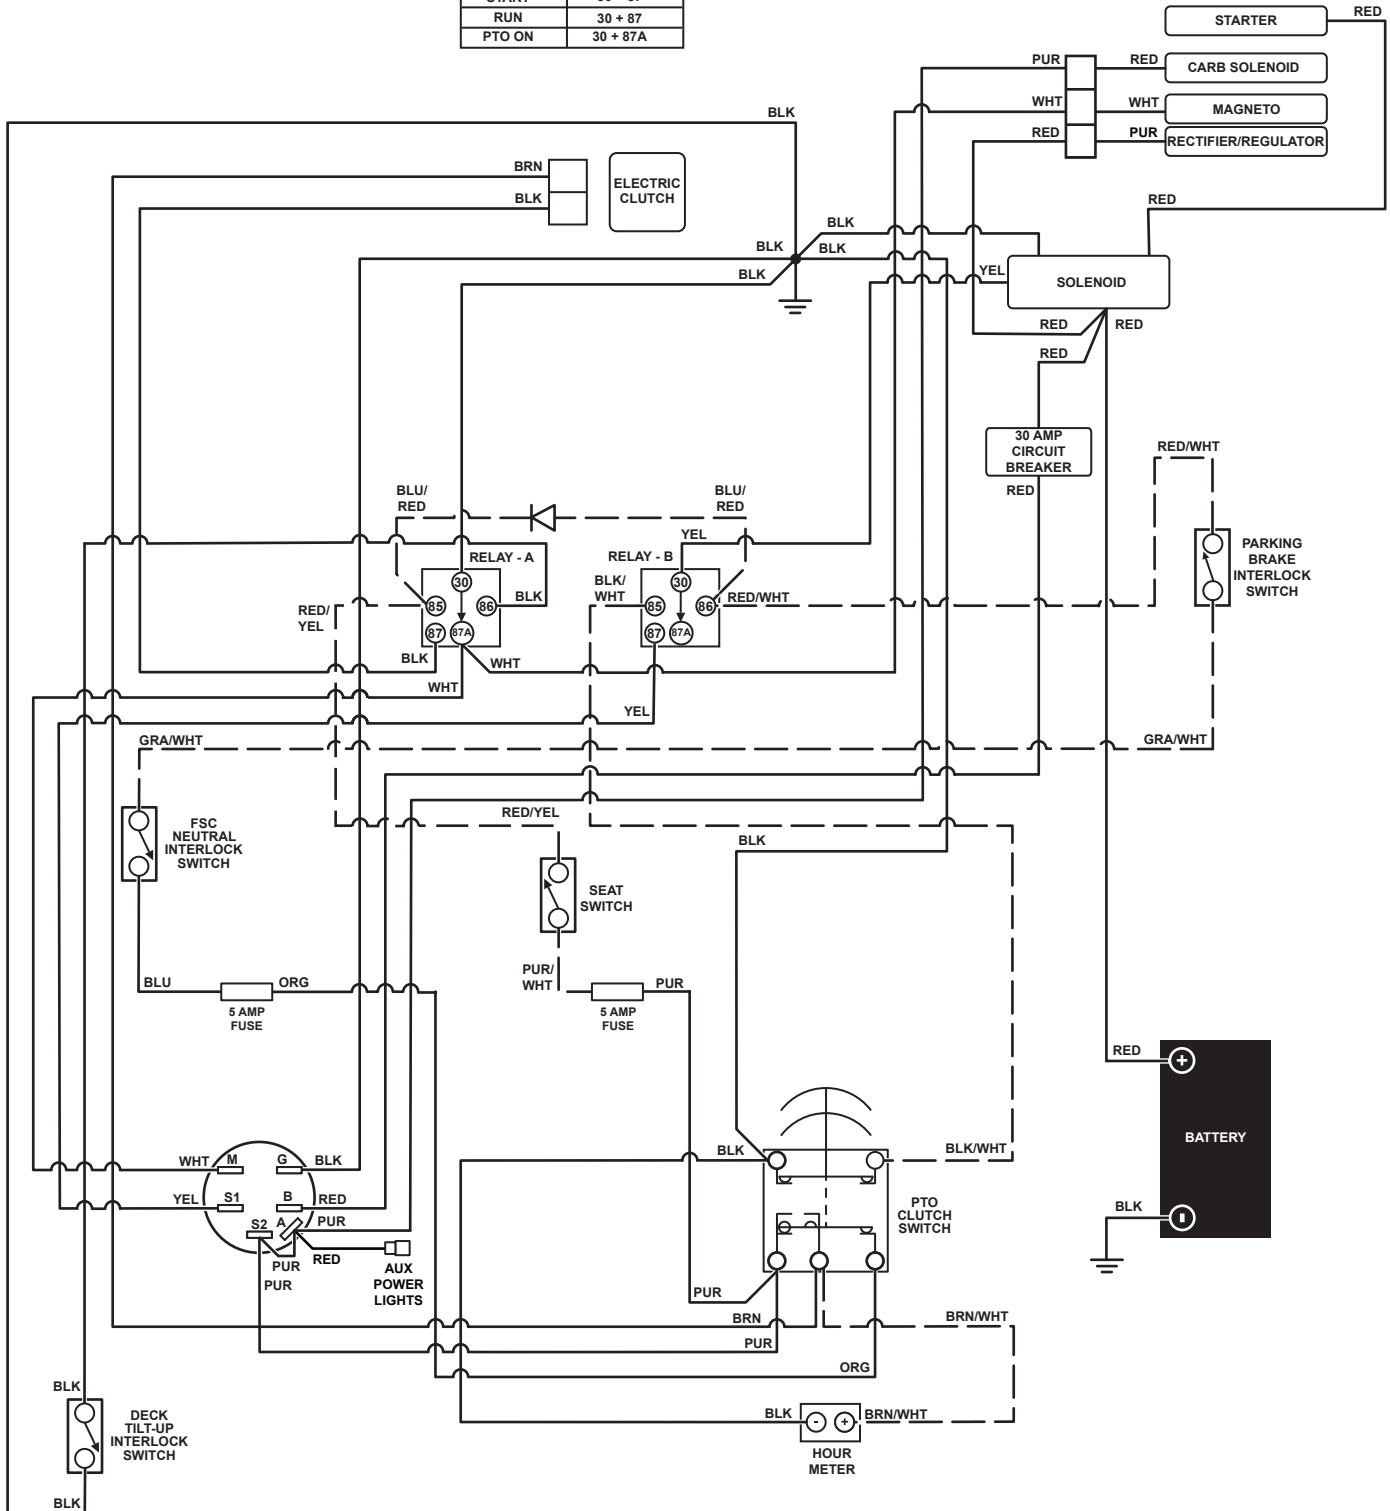 RUN 30 + 87
PTO ON 30 + 87A
STARTER
RED
PUR
RED
CARB SOLENOID
WHT
WHT
MAGNETO
RED
PUR
RECTIFIER/REGULATOR
BLK
BRN
BLK
ELECTRIC
CLUTCH
RED
BLK
BLK
BLK
BLK
YEL
SOLENOID
RED
RED
RED
30 AMP
CIRCUIT
BREAKER
RED
RED/WHT
BLU/
RED
BLU/
RED
YEL
RELAY - A
RELAY - B
PARKING
BRAKE
INTERLOCK
SWITCH
30
85
86
87
87A
BLK
RED/
YEL
BLK/
WHT
30
85
86
87
87A
RED/WHT
BLK
WHT
WHT
YEL
GRA/WHT
GRA/WHT
FSC
NEUTRAL
INTERLOCK
SWITCH
RED/YEL
BLK
SEAT
SWITCH
PUR/
WHT
PUR
BLU
ORG
5 AMP
FUSE
5 AMP
FUSE
RED
+
BATTERY
BLK
-
WHT
M
G
BLK
YEL
S1
B
RED
S2
A
PUR
PUR
RED
PUR
AUX
POWER
LIGHTS
BLK
BLK/WHT
PTO
CLUTCH
SWITCH
PUR
BRN
BRN/WHT
PUR
ORG
BLK
DECK
TILT-UP
INTERLOCK
SWITCH
BLK
BLK
-
+
BRN/WHT
HOUR
METER